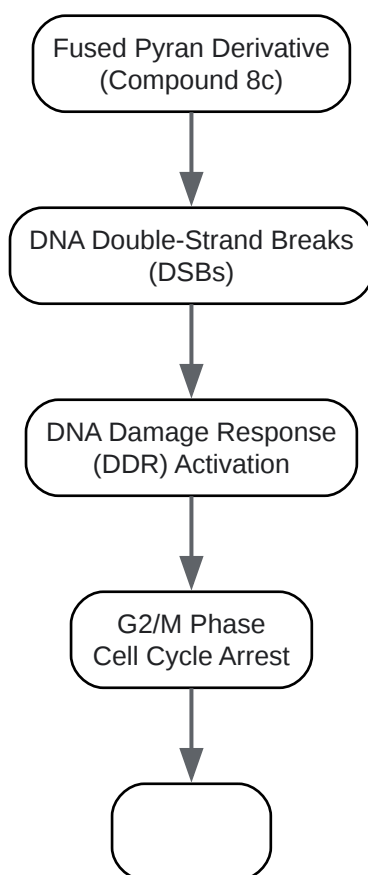 Fused Pyran Derivative
(Compound 8c)
DNA Double-Strand Breaks
(DSBs)
DNA Damage Response
(DDR) Activation
G2/M Phase
Cell Cycle Arrest